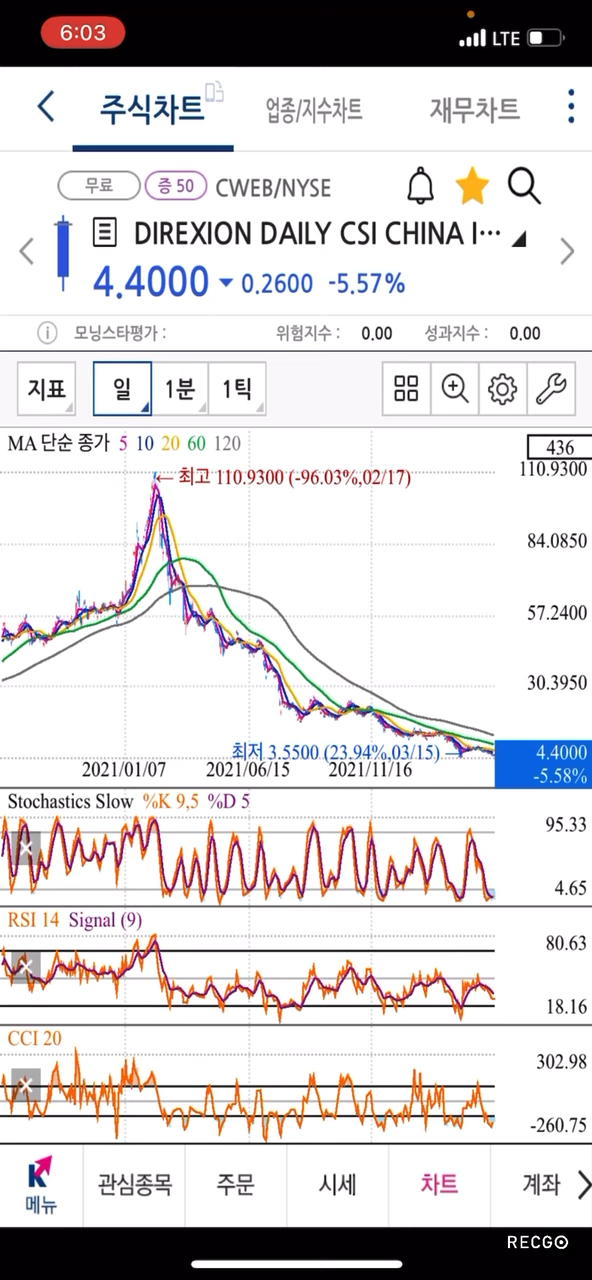 6:03 LTE
주식차트 업종/지수차트 재무차트
무료 증 50 CWEB/NYSE
DIREXION DAILY CSI CHINA I···
4.4000 ▼ 0.2600 -5.57%
모닝스타평가 : 위험지수 : 0.00 성과지수 : 0.00
지표 일 1분 1틱
MA 단순 종가 5 10 20 60 120
436
110.9300
← 최고 110.9300 (-96.03%,02/17)
84.0850
57.2400
30.3950
최저 3.5500 (23.94%,03/15) →
4.4000
-5.58%
2021/01/07 2021/06/15 2021/11/16
Stochastics Slow %K 9,5 %D 5
95.33
4.65
RSI 14 Signal (9)
80.63
18.16
CCI 20
302.98
-260.75
K
메뉴 관심종목 주문 시세 차트 계좌
RECGO